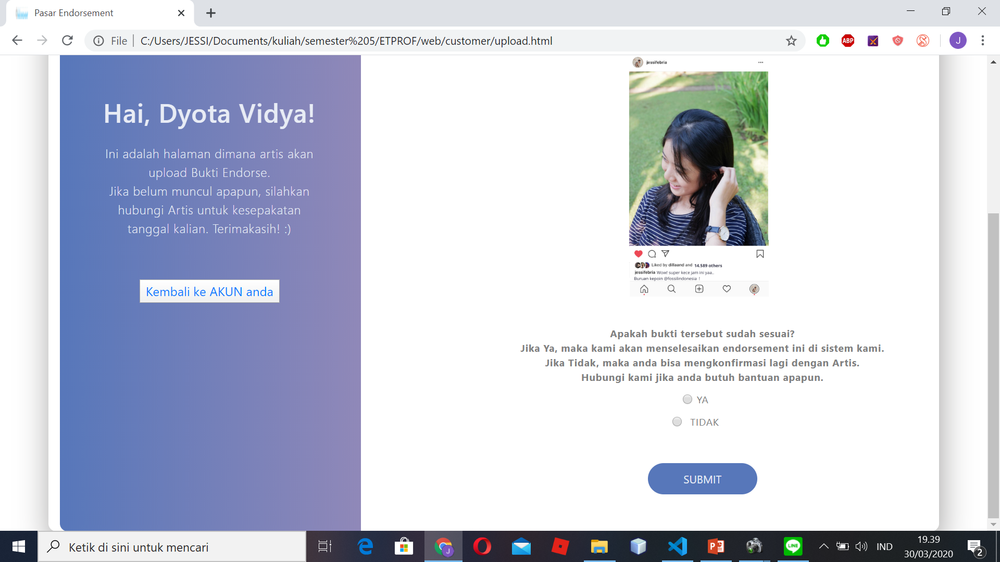 Pasar Endorsement
File
C:/Users/JESSI/Documents/kuliah/semester%205/ETPROF/web/customer/upload.html
ABP
J
Hai, Dyota Vidya!
Ini adalah halaman dimana artis akan
upload Bukti Endorse.
Jika belum muncul apapun, silahkan
hubungi Artis untuk kesepakatan
tanggal kalian. Terimakasih! :)
Kembali ke AKUN anda
jessifebria
Liked by dillaand and 14.589 others
jessifebria Wow! super kece jam ini yaa..
Buruan kepoin @fossilindonesia !
Apakah bukti tersebut sudah sesuai?
Jika Ya, maka kami akan menselesaikan endorsement ini di sistem kami.
Jika Tidak, maka anda bisa mengkonfirmasi lagi dengan Artis.
Hubungi kami jika anda butuh bantuan apapun.
YA
TIDAK
SUBMIT
Ketik di sini untuk mencari
J
LINE
IND
19.39
30/03/2020
2